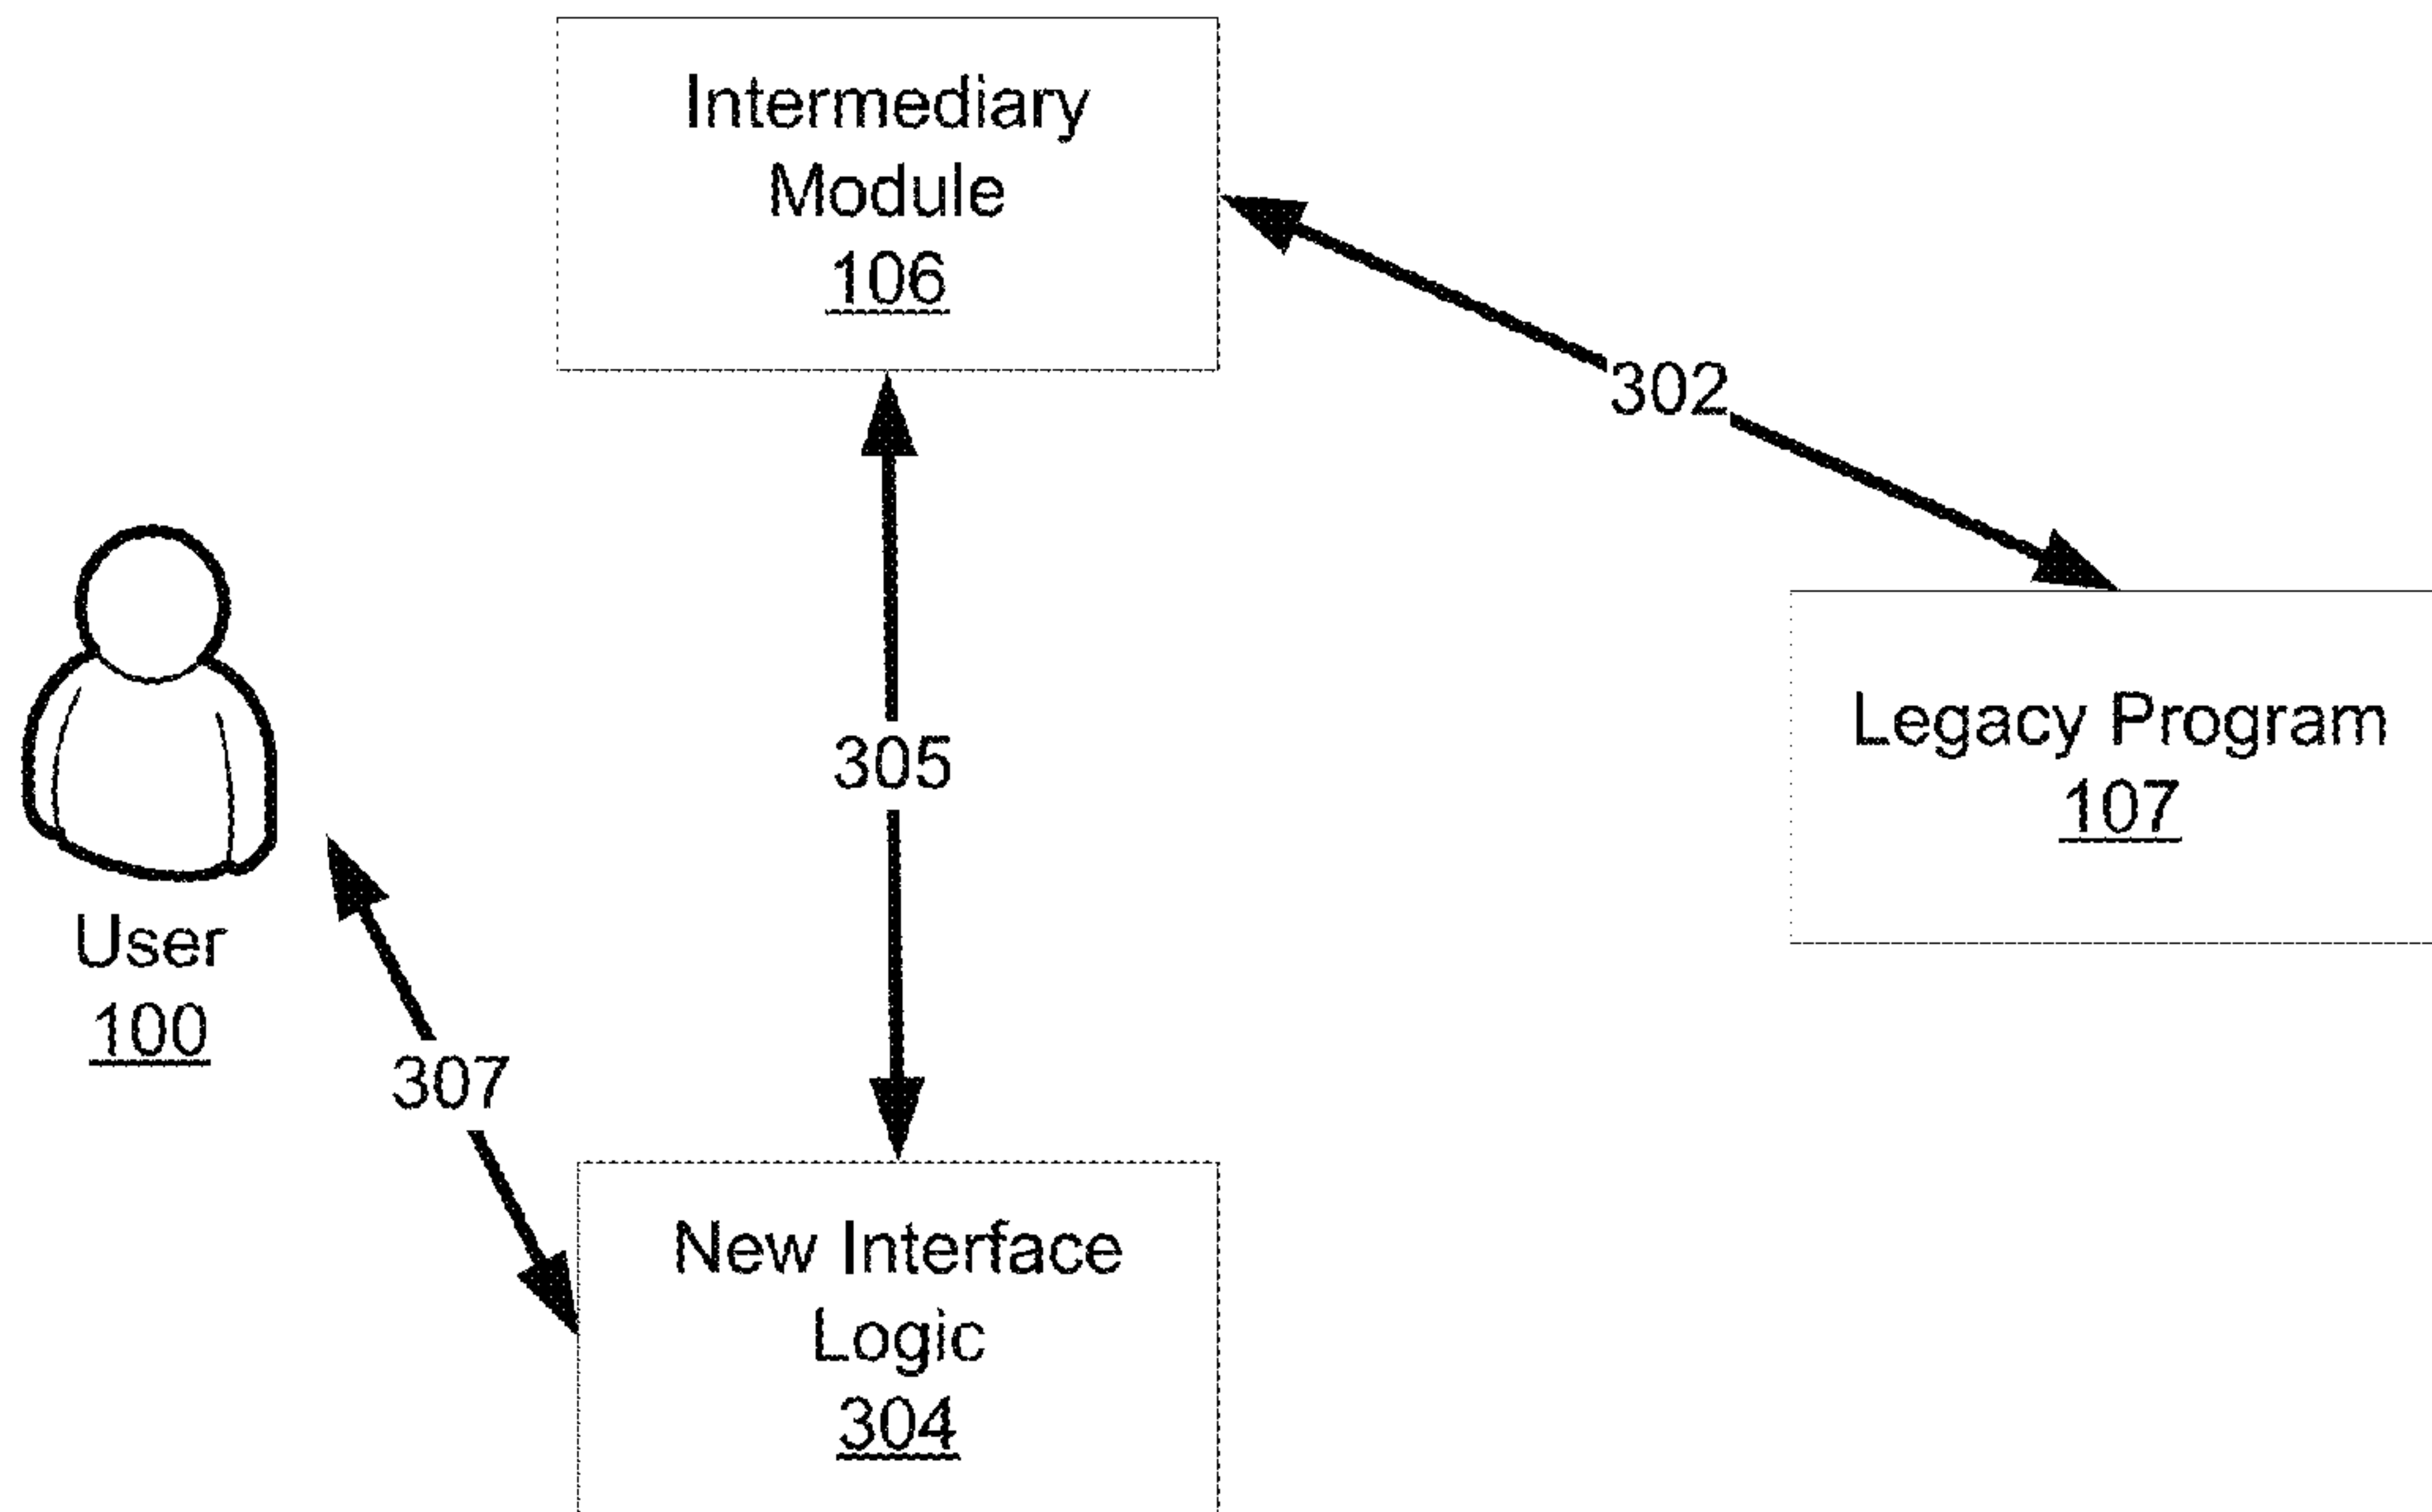 Intermediary
Module
106
302
305
Legacy Program
107
User
100
307
New Interface
Logic
304